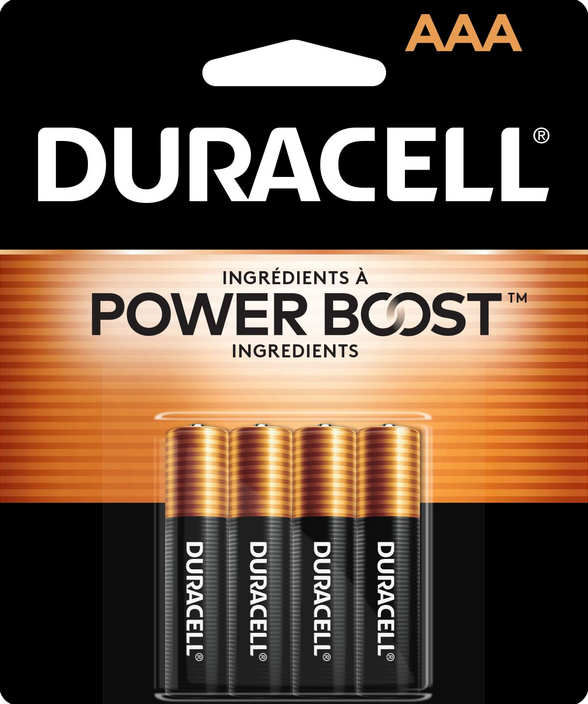 AAA
DURACELL®
INGRÉDIENTS À
POWER BOOST™
INGREDIENTS
DURACELL®
DURACELL®
DURACELL®
DURACELL®